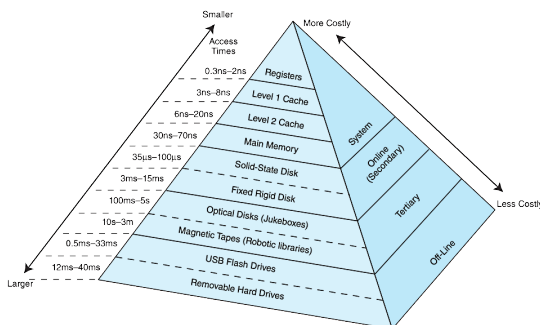 Smaller
More Costly
Access
Times
0.3ns–2ns
Registers
3ns–8ns
Level 1 Cache
6ns–20ns
Level 2 Cache
30ns–70ns
Main Memory
35µs–100µs
Solid-State Disk
3ms–15ms
Fixed Rigid Disk
100ms–5s
Optical Disks (Jukeboxes)
10s–3m
Magnetic Tapes (Robotic libraries)
0.5ms–33ms
USB Flash Drives
12ms–40ms
Removable Hard Drives
Larger
System
Online
(Secondary)
Tertiary
Off-Line
Less Costly